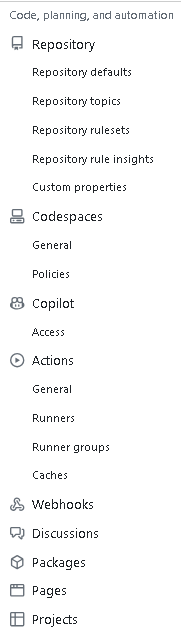 Code, planning, and automation
Repository
Repository defaults
Repository topics
Repository rulesets
Repository rule insights
Custom properties
Codespaces
General
Policies
Copilot
Access
Actions
General
Runners
Runner groups
Caches
Webhooks
Discussions
Packages
Pages
Projects